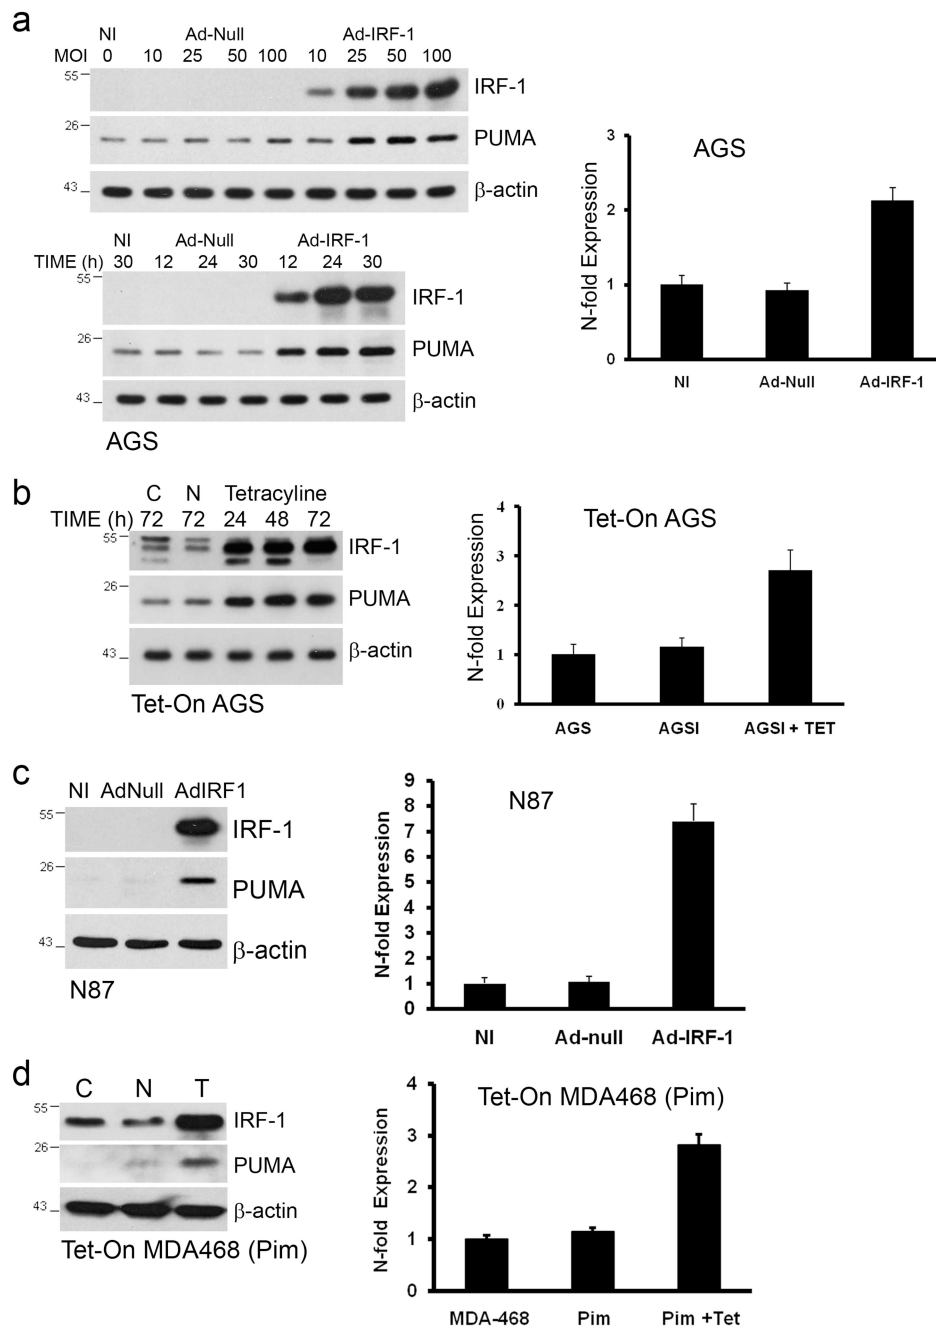 a
NI Ad-Null Ad-IRF-1
MOI 0 10 25 50 100 10 25 50 100
55 IRF-1
26 PUMA
43 β-actin
NI Ad-Null Ad-IRF-1
TIME (h) 30 12 24 30 12 24 30
55 IRF-1
26 PUMA
43 β-actin
AGS
AGS
N-fold Expression
3
2
1
0
NI Ad-Null Ad-IRF-1
b
C N Tetracyline
TIME (h) 72 72 24 48 72
55 IRF-1
26 PUMA
43 β-actin
Tet-On AGS
Tet-On AGS
N-fold Expression
4
3
2
1
0
AGS AGSI AGSI + TET
c
NI AdNull AdIRF1
55 IRF-1
26 PUMA
43 β-actin
N87
N87
N-fold Expression
9
8
7
6
5
4
3
2
1
0
NI Ad-null Ad-IRF-1
d
C N T
55 IRF-1
26 PUMA
43 β-actin
Tet-On MDA468 (Pim)
Tet-On MDA468 (Pim)
N-fold Expression
4
3
2
1
0
MDA-468 Pim Pim +Tet